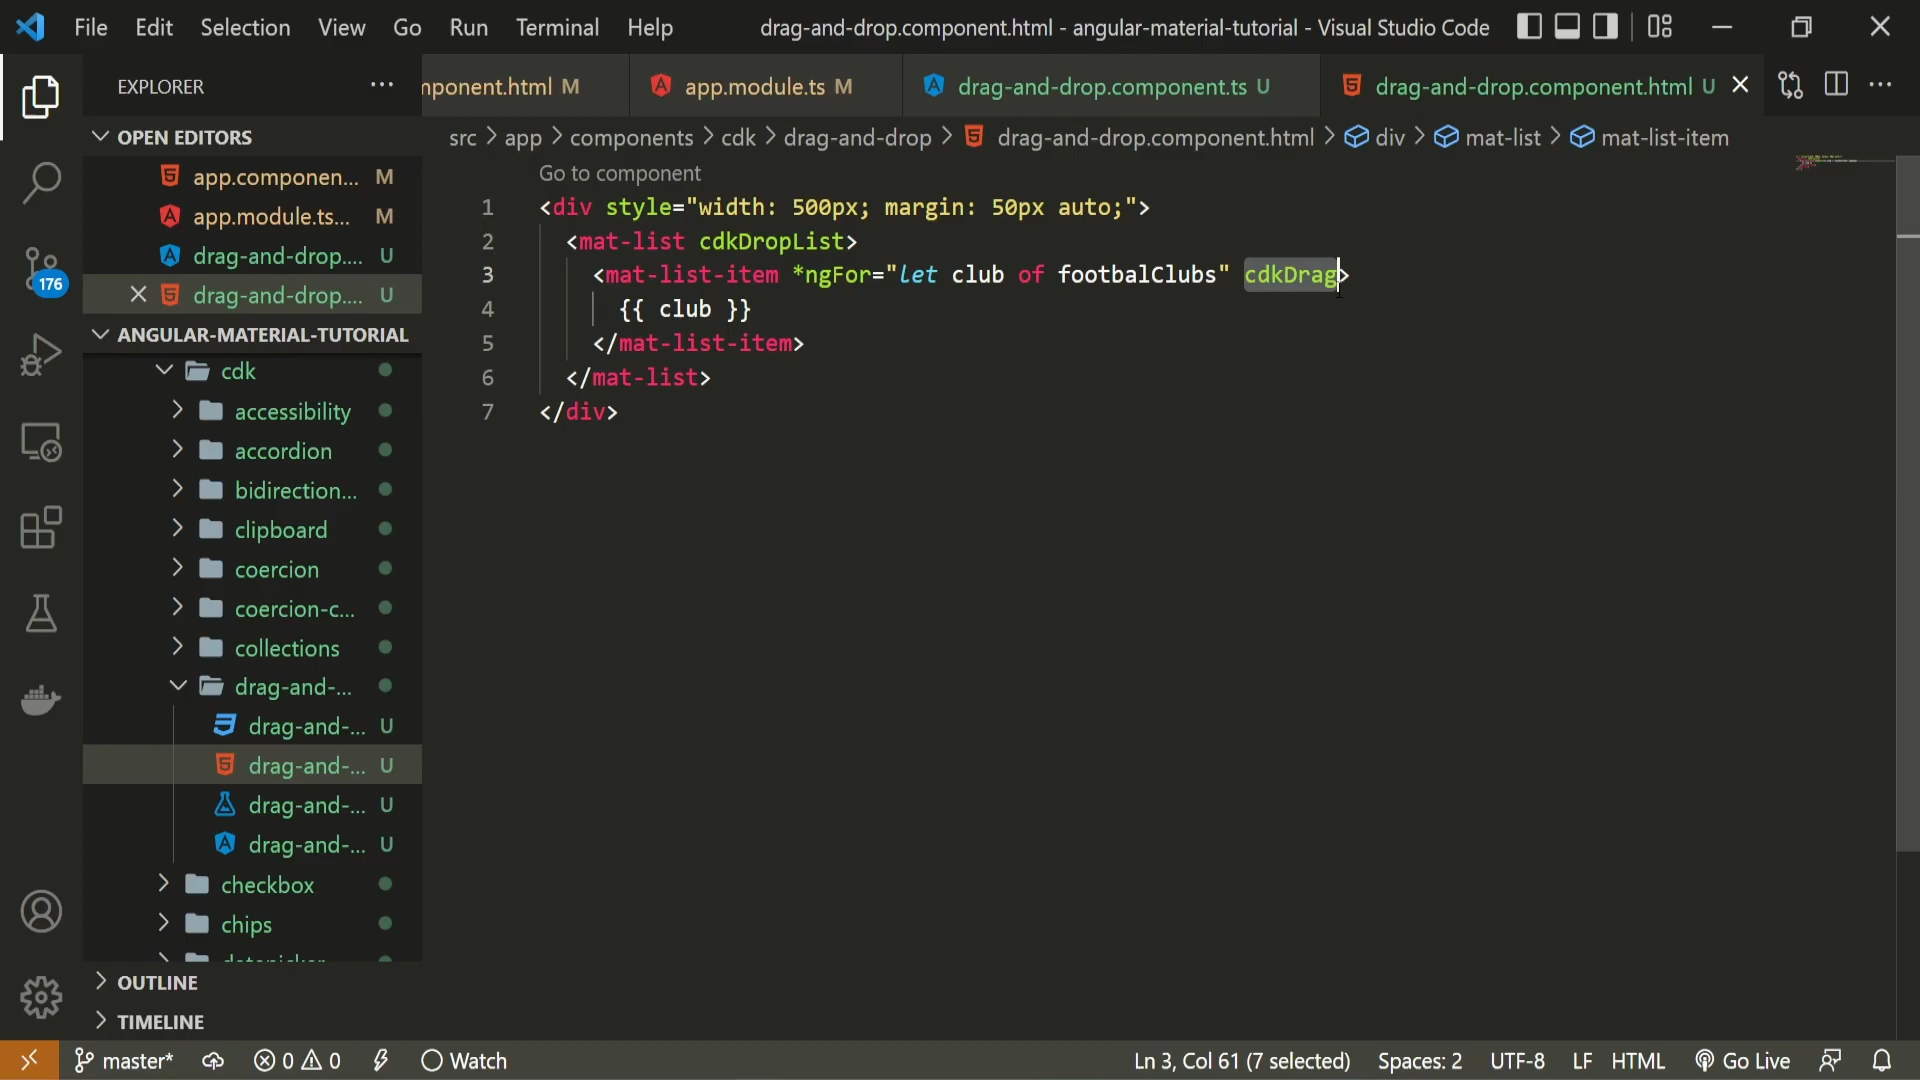 File Edit Selection View Go Run Terminal Help drag-and-drop.component.html - angular-material-tutorial - Visual Studio Code
EXPLORER
mponent.html M app.module.ts M drag-and-drop.component.ts U drag-and-drop.component.html U
OPEN EDITORS
src > app > components > cdk > drag-and-drop > drag-and-drop.component.html > div > mat-list > mat-list-item
app.componen... M
app.module.ts... M
drag-and-drop.... U
drag-and-drop.... U
176
ANGULAR-MATERIAL-TUTORIAL
cdk
accessibility
accordion
bidirection...
clipboard
coercion
coercion-c...
collections
drag-and-...
drag-and-... U
drag-and-... U
drag-and-... U
drag-and-... U
checkbox
chips
datepicker
OUTLINE
TIMELINE
Go to component
1 <div style="width: 500px; margin: 50px auto;">
2 <mat-list cdkDropList>
3 <mat-list-item *ngFor="let club of footbalClubs" cdkDrag>
4 {{ club }}
5 </mat-list-item>
6 </mat-list>
7 </div>
master* 0 0 Watch Ln 3, Col 61 (7 selected) Spaces: 2 UTF-8 LF HTML Go Live